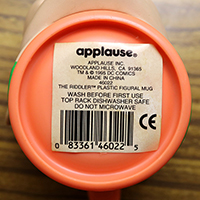 applause®
APPLAUSE INC.
WOODLAND HILLS, CA 91365
™ & © 1995 DC COMICS
MADE IN CHINA
46022
THE RIDDLER™ PLASTIC FIGURAL MUG
WASH BEFORE FIRST USE
TOP RACK DISHWASHER SAFE
DO NOT MICROWAVE
CE
0 83361 46022 5